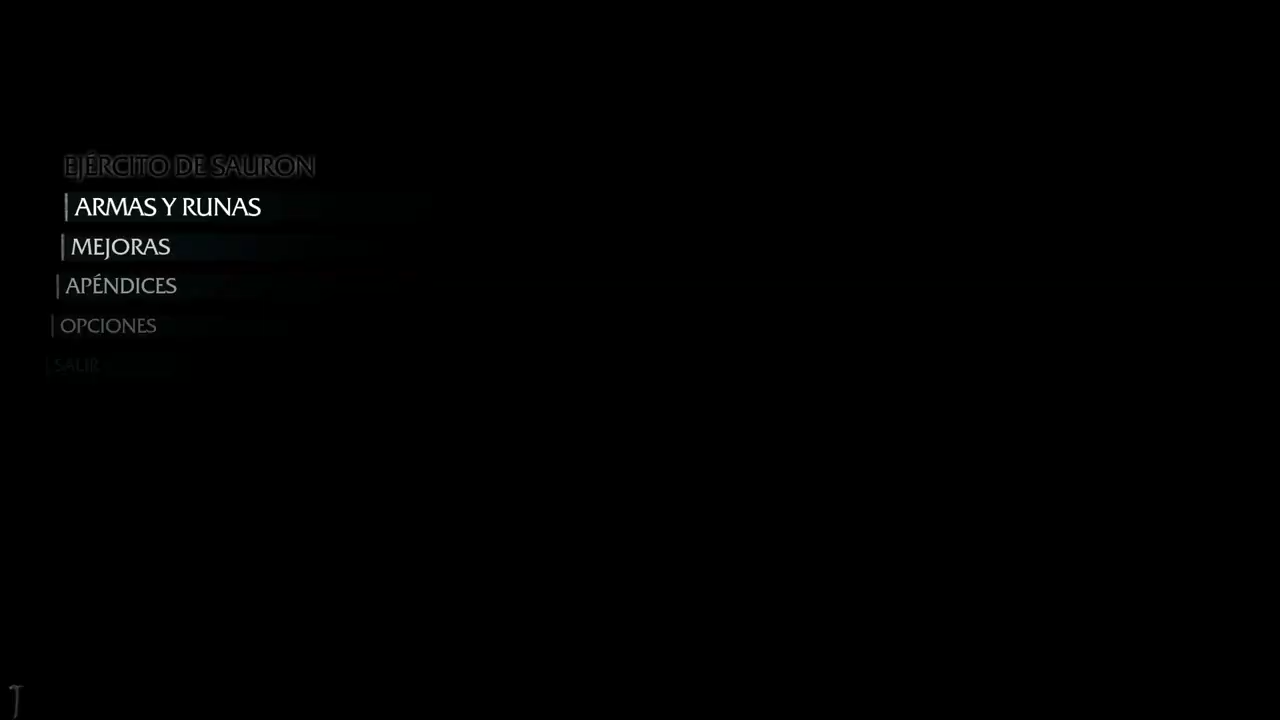 EJÉRCITO DE SAURON
ARMAS Y RUNAS
MEJORAS
APÉNDICES
OPCIONES
SALIR